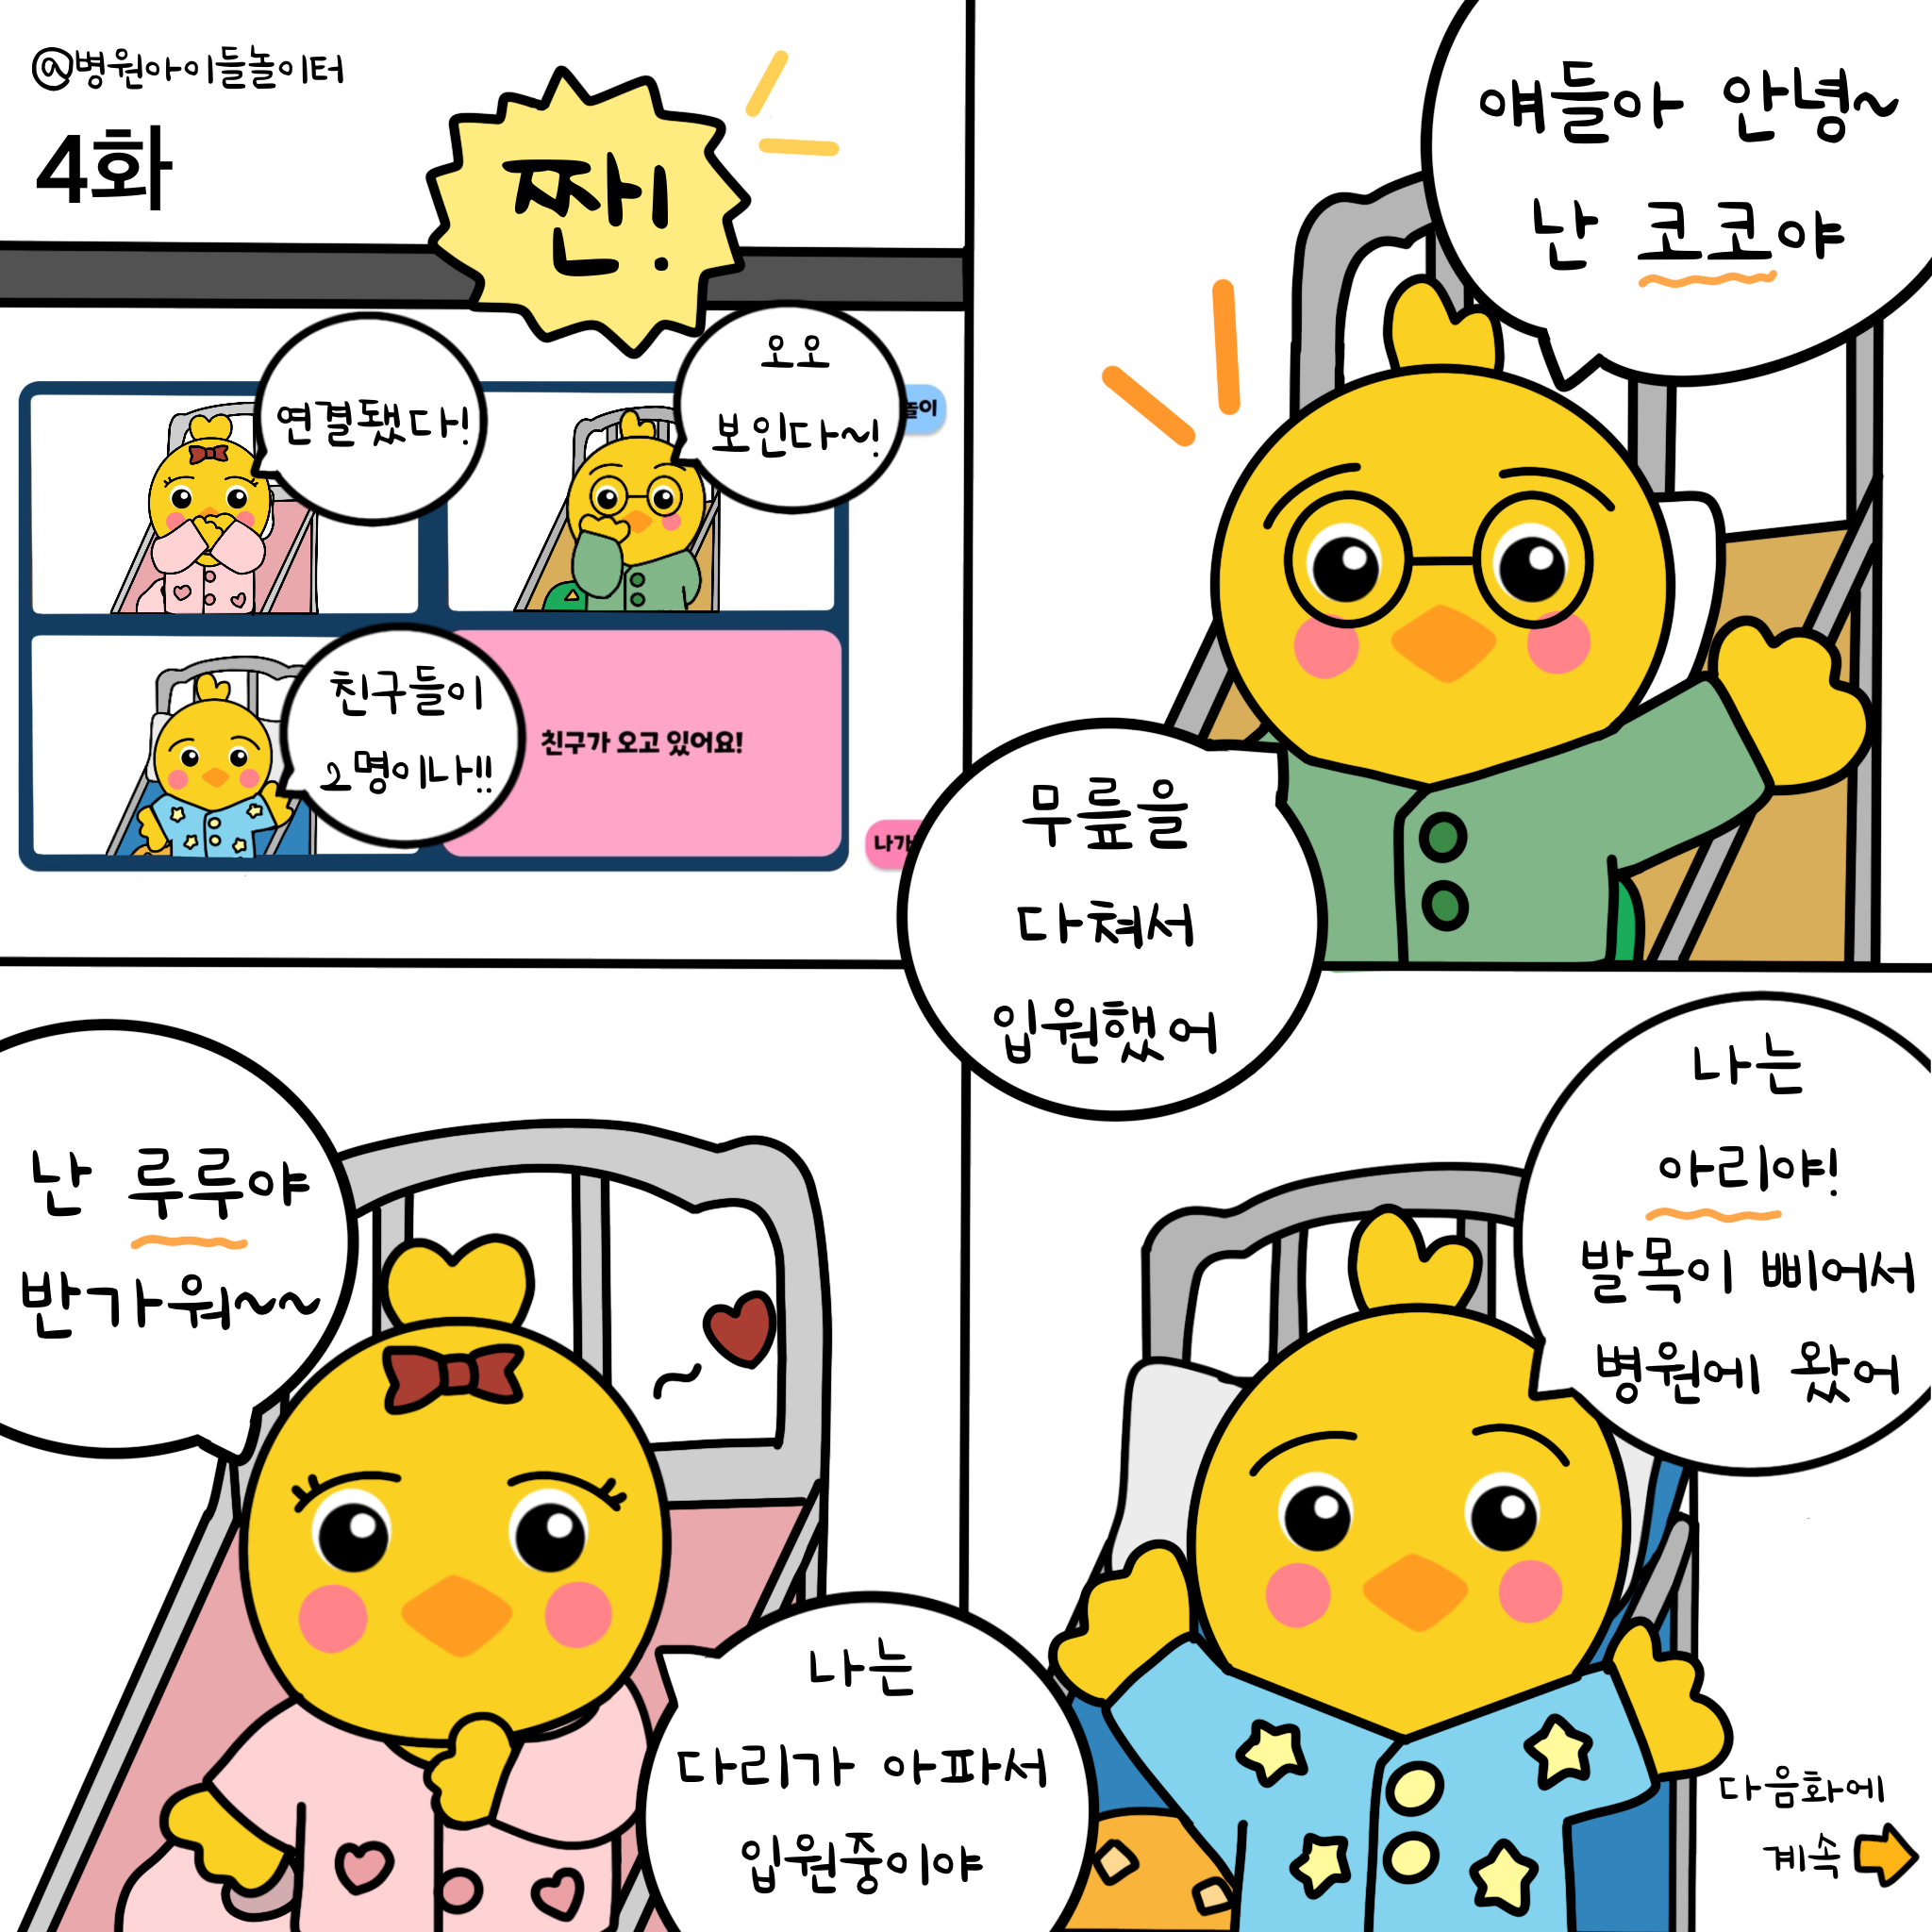 @병원아이들놀이터
4화
짠!
연결됐다!
오오
보인다~!
놀이
친구들이
2명이나!!
친구가 오고 있어요!
얘들아 안녕~
난 코코야
무릎을
다쳐서
입원했어
난 루루야
반가워~~
나는
다리가 아파서
입원중이야
나는
아리야!
발목이 삐어서
병원에 왔어
다음화에
계속